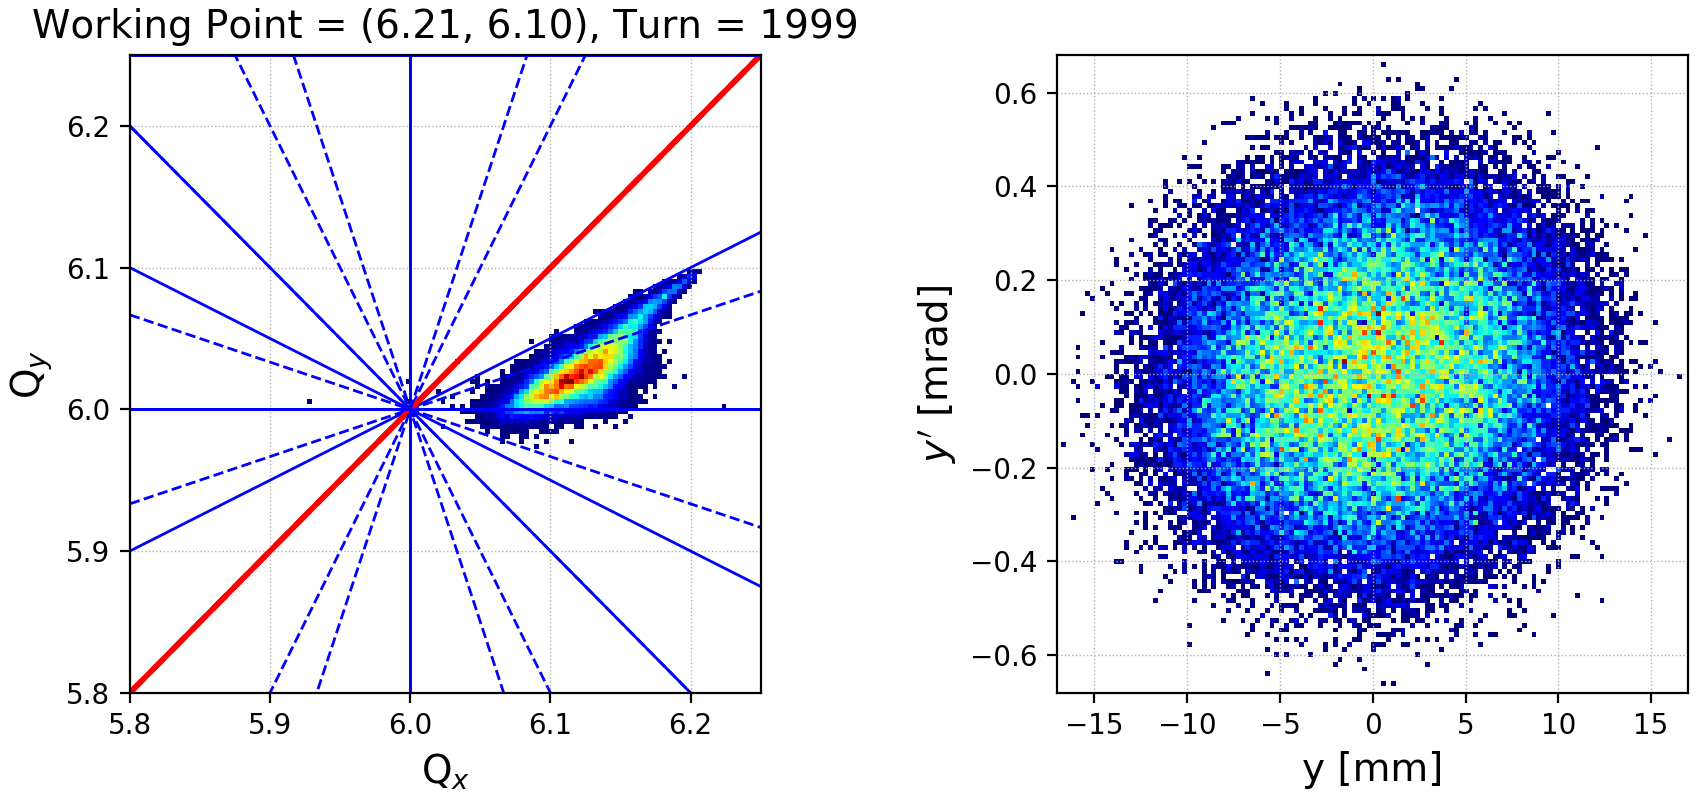 Working Point = (6.21, 6.10), Turn = 1999
6.2
6.1
6.0
5.9
5.8
Qy
5.8 5.9 6.0 6.1 6.2
Qx
0.6
0.4
0.2
0.0
−0.2
−0.4
−0.6
y′ [mrad]
−15 −10 −5 0 5 10 15
y [mm]